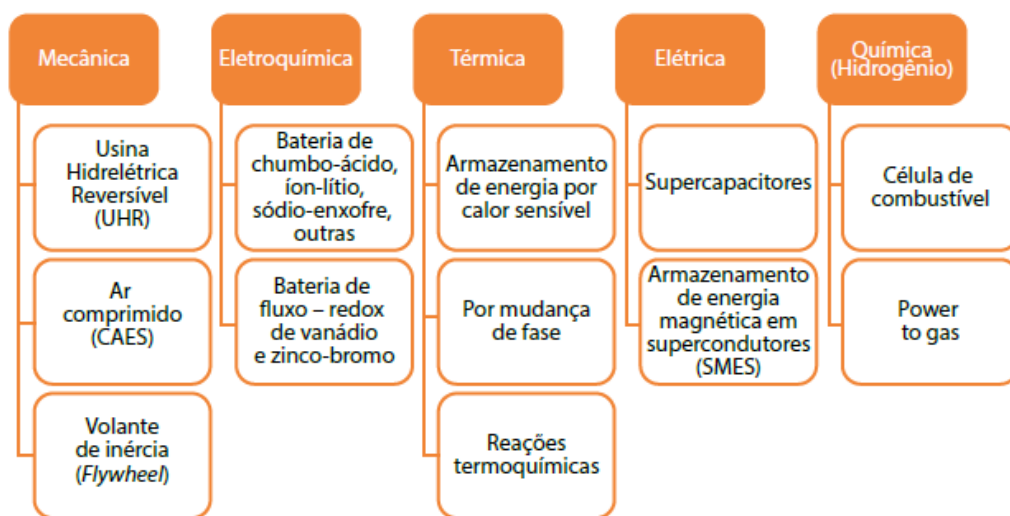 Mecânica
Usina
Hidrelétrica
Reversível
(UHR)
Ar
comprimido
(CAES)
Volante
de inércia
(Flywheel)
Eletroquímica
Bateria de
chumbo-ácido,
íon-lítio,
sódio-enxofre,
outras
Bateria de
fluxo – redox
de vanádio
e zinco-bromo
Térmica
Armazenamento
de energia por
calor sensível
Por mudança
de fase
Reações
termoquímicas
Elétrica
Supercapacitores
Armazenamento
de energia
magnética em
supercondutores
(SMES)
Química
(Hidrogênio)
Célula de
combustível
Power
to gas